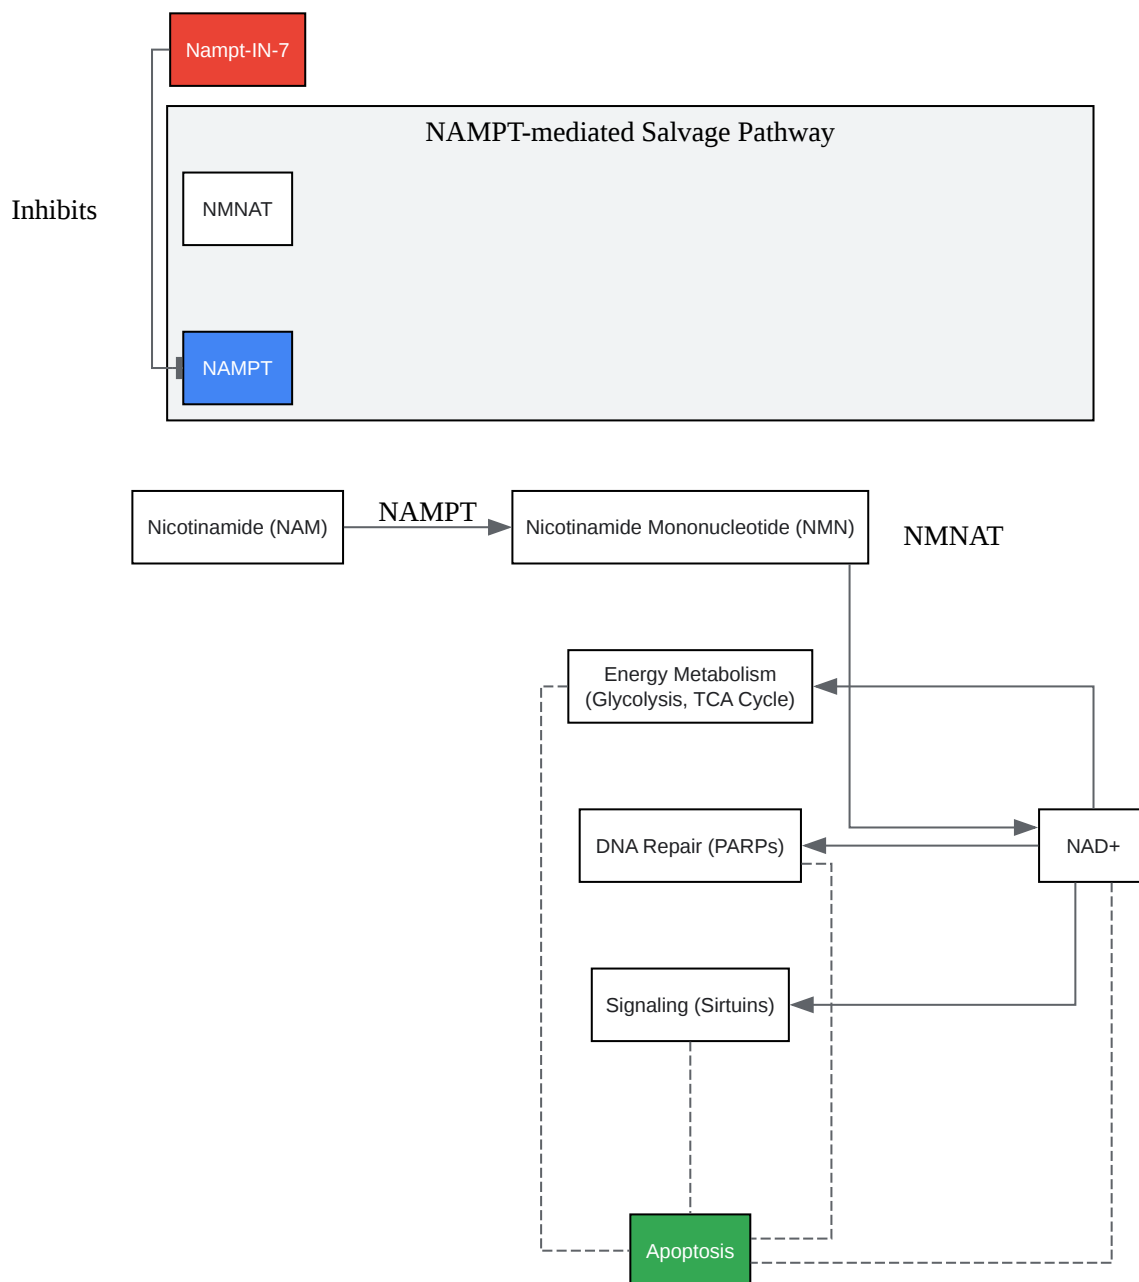 Nampt-IN-7
NAMPT-mediated Salvage Pathway
Inhibits
NMNAT
NAMPT
Nicotinamide (NAM)
NAMPT
Nicotinamide Mononucleotide (NMN)
NMNAT
Energy Metabolism
(Glycolysis, TCA Cycle)
DNA Repair (PARPs)
NAD+
Signaling (Sirtuins)
Apoptosis